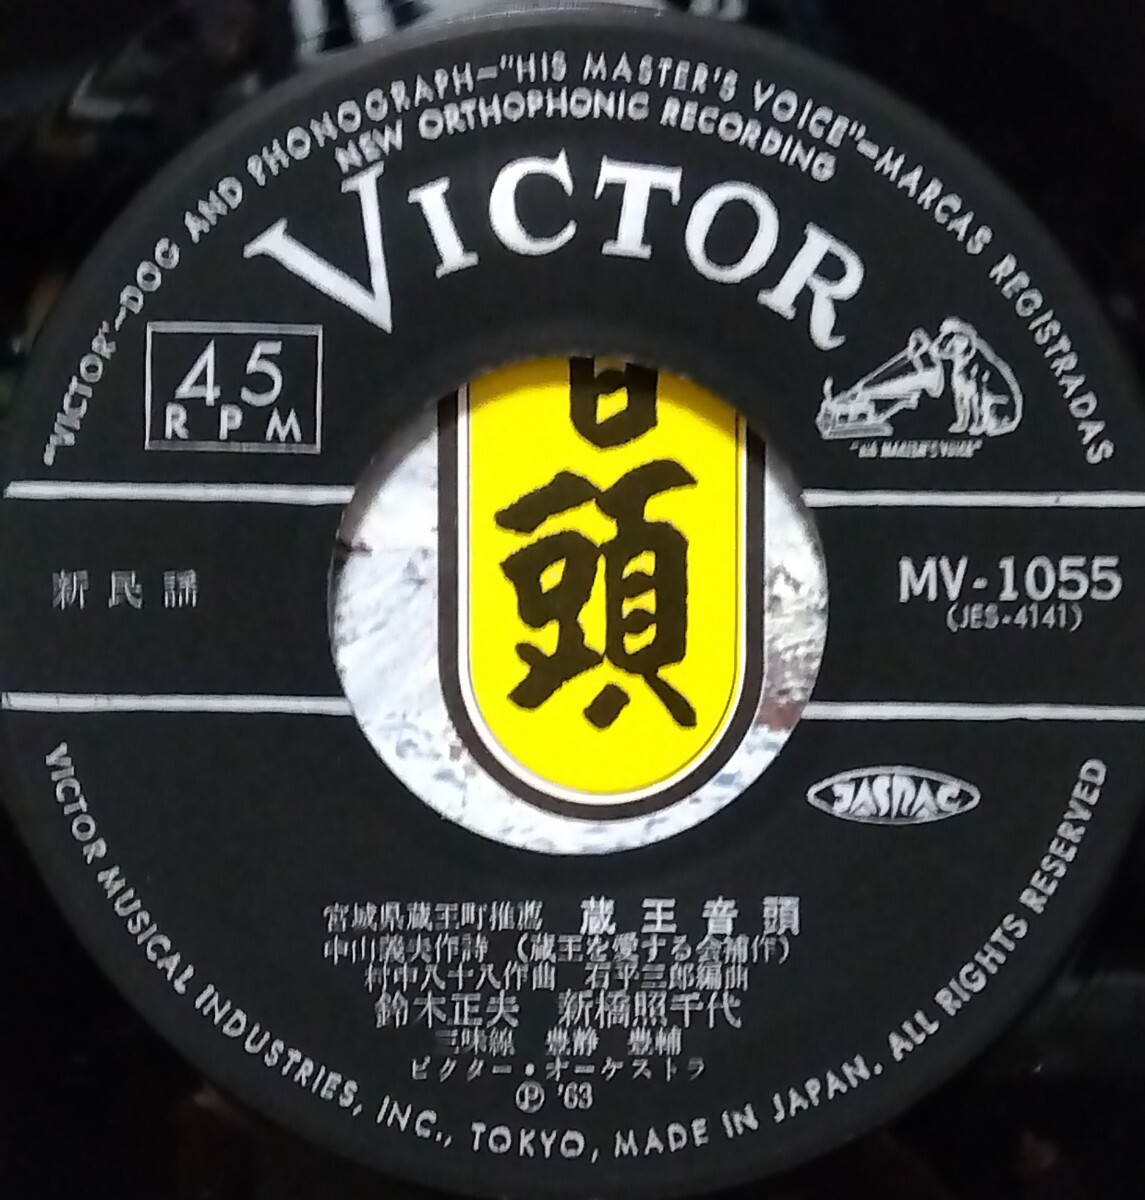 "VICTOR"–DOG AND PHONOGRAPH–"HIS MASTER'S VOICE"–MARCAS REGISTRADAS
NEW ORTHOPHONIC RECORDING
VICTOR
45
RPM
"HIS MASTER'S VOICE"
頭
新民謡
MV-1055
(JES-4141)
JASRAC
宮城県蔵王町推薦 蔵王音頭
中山義夫作詩 (蔵王を愛する会補作)
村中八十八作曲 石平三郎編曲
鈴木正夫 新橋照千代
三味線 豊静 豊輔
ビクター・オーケストラ
Ⓟ '63
VICTOR MUSICAL INDUSTRIES, INC., TOKYO, MADE IN JAPAN. ALL RIGHTS RESERVED